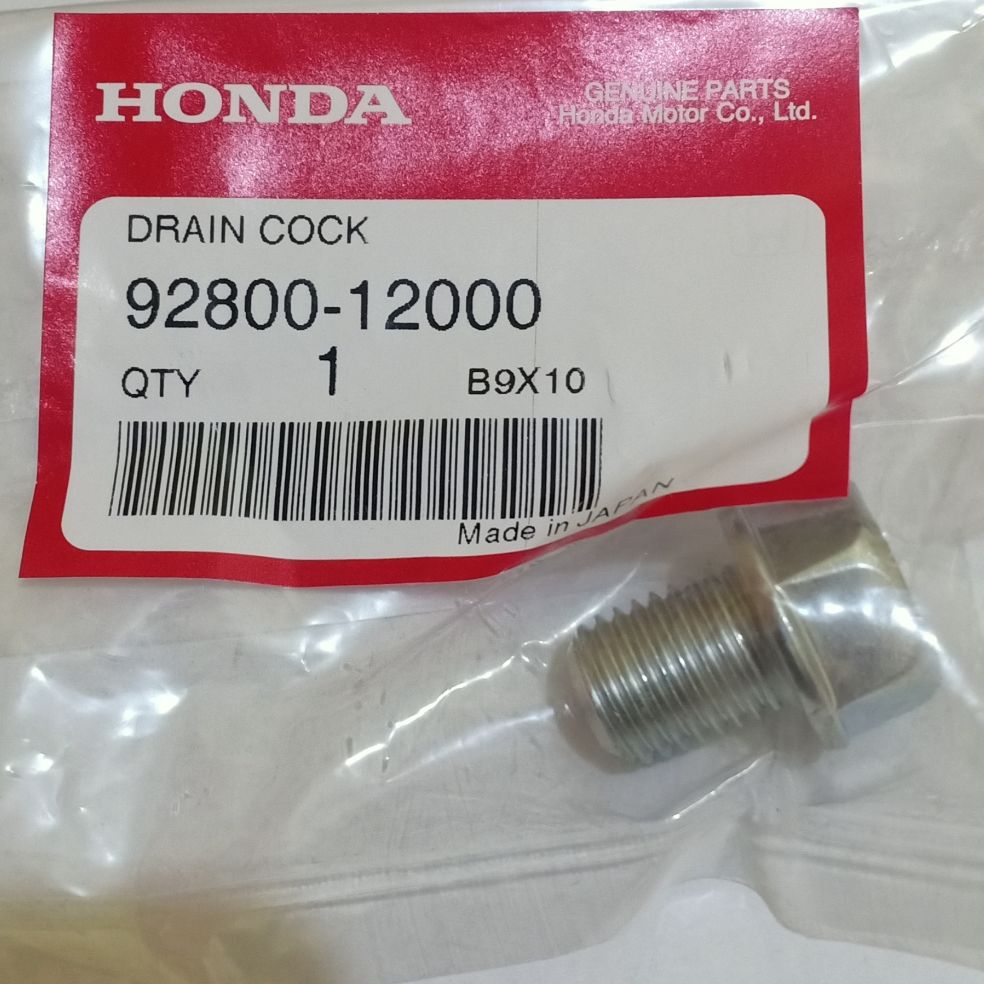 HONDA
GENUINE PARTS
Honda Motor Co., Ltd.
DRAIN COCK
92800-12000
QTY 1 B9X10
Made in JAPAN